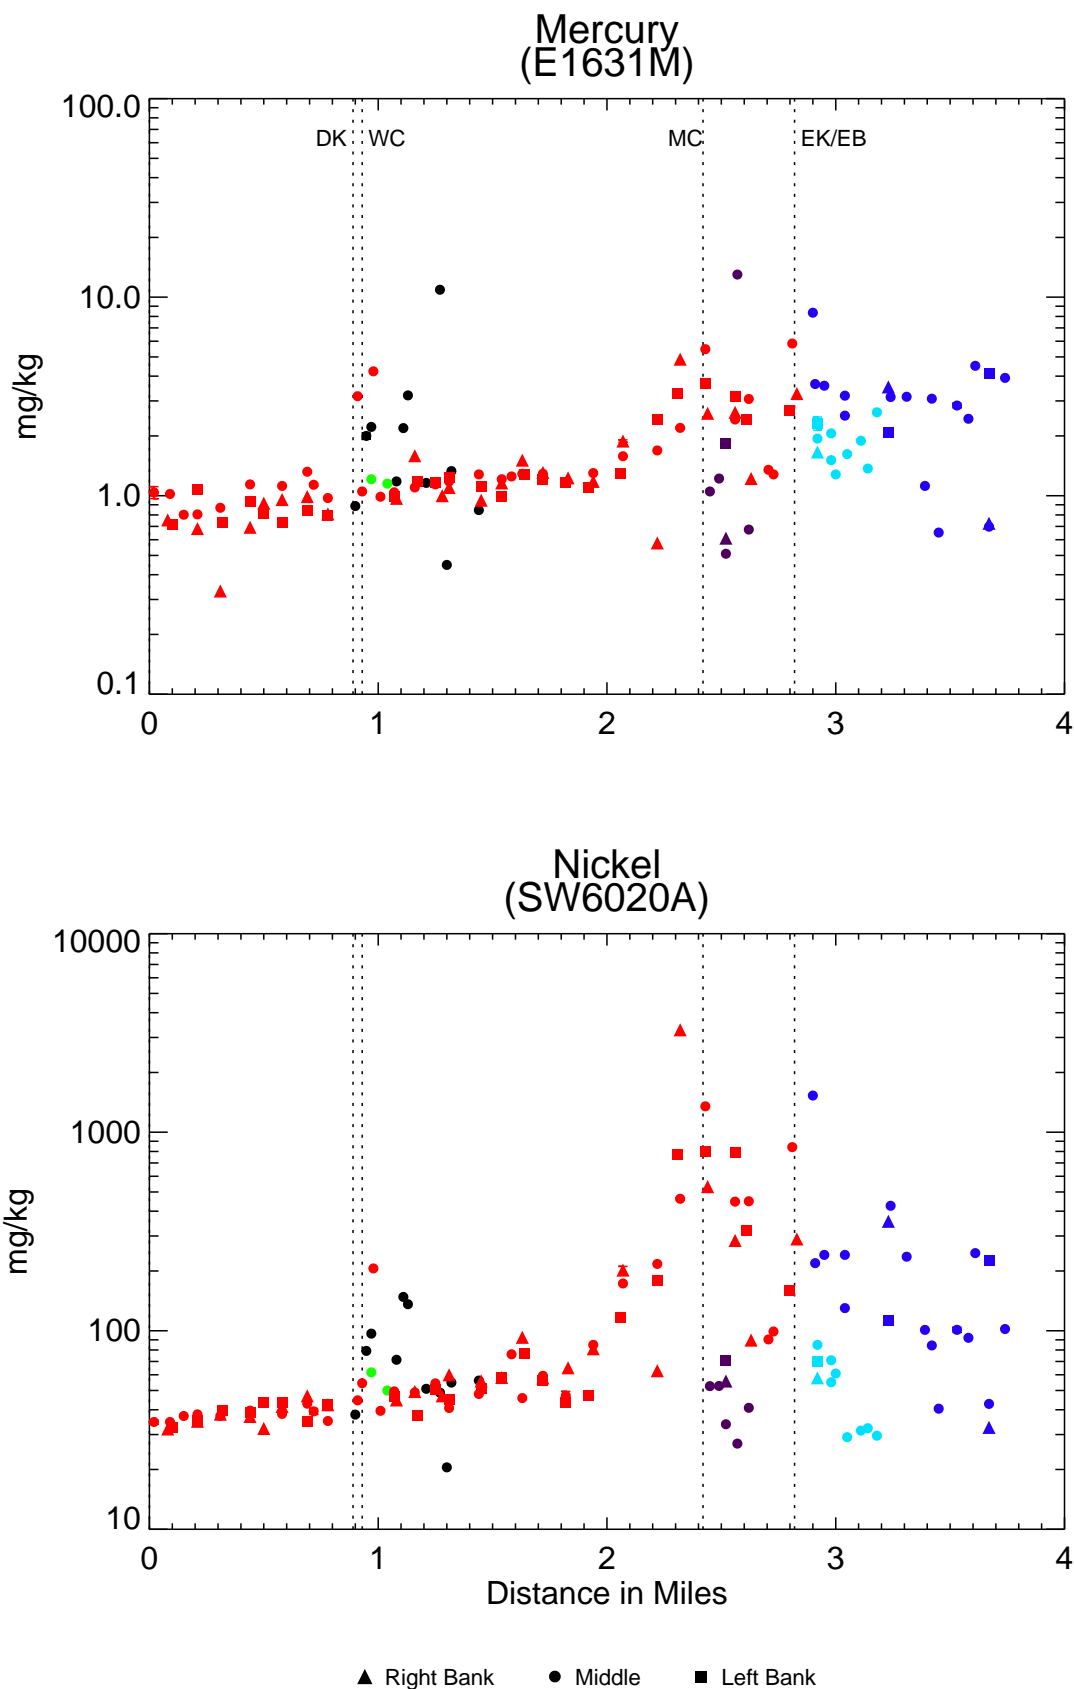 Mercury
(E1631M)
100.0
DK WC MC EK/EB
10.0
mg/kg
1.0
0.1
0 1 2 3 4
Nickel
(SW6020A)
10000
1000
mg/kg
100
10
0 1 2 3 4
Distance in Miles
Right Bank Middle Left Bank